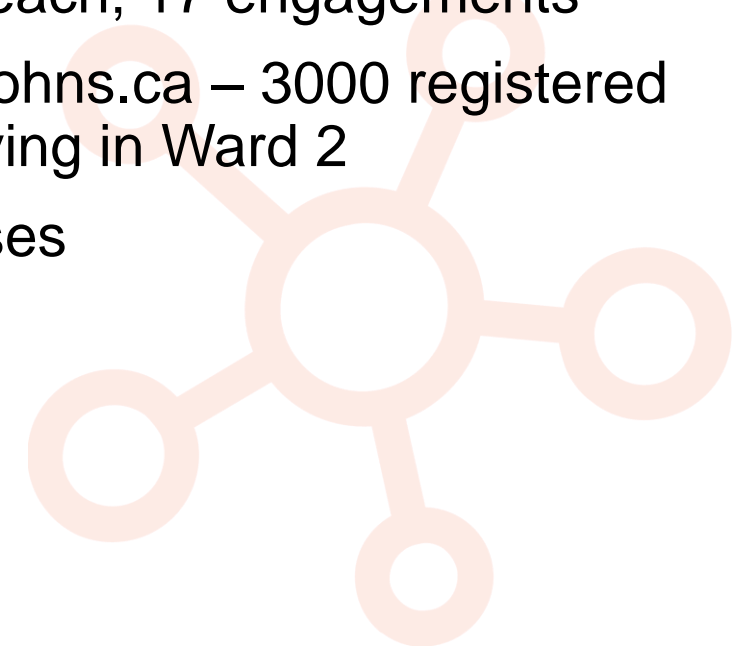 each, 17 engagements
ohns.ca – 3000 registered
ving in Ward 2
ses